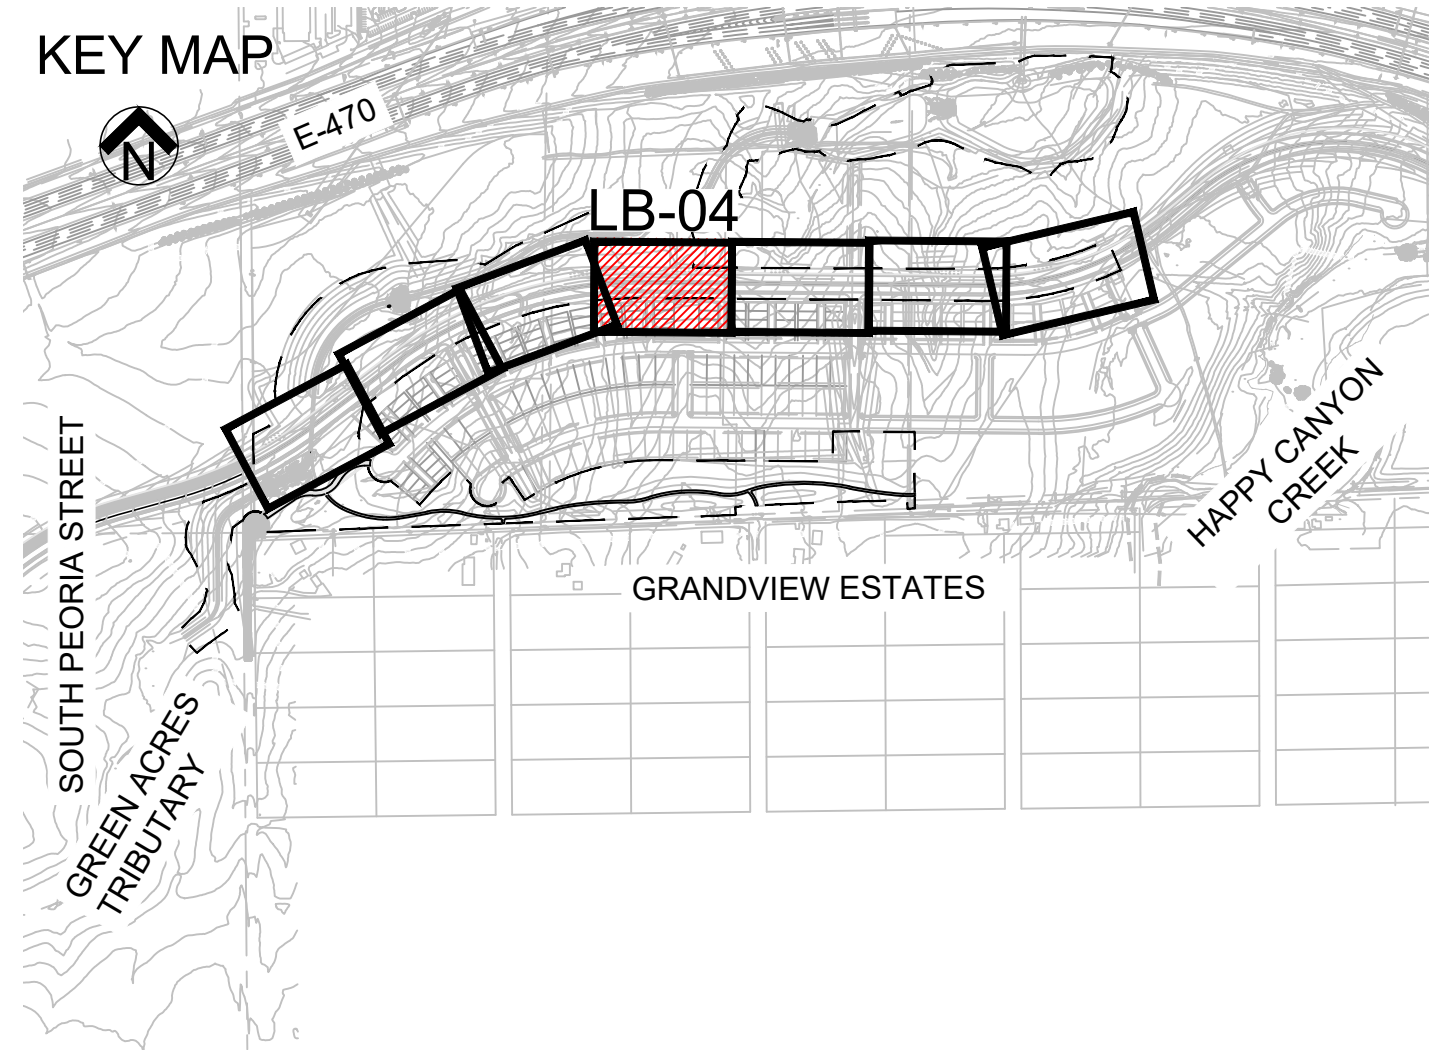 KEY MAP
E-470
N
LB-04
SOUTH PEORIA STREET
HAPPY CANYON
CREEK
GRANDVIEW ESTATES
GREEN ACRES
TRIBUTARY